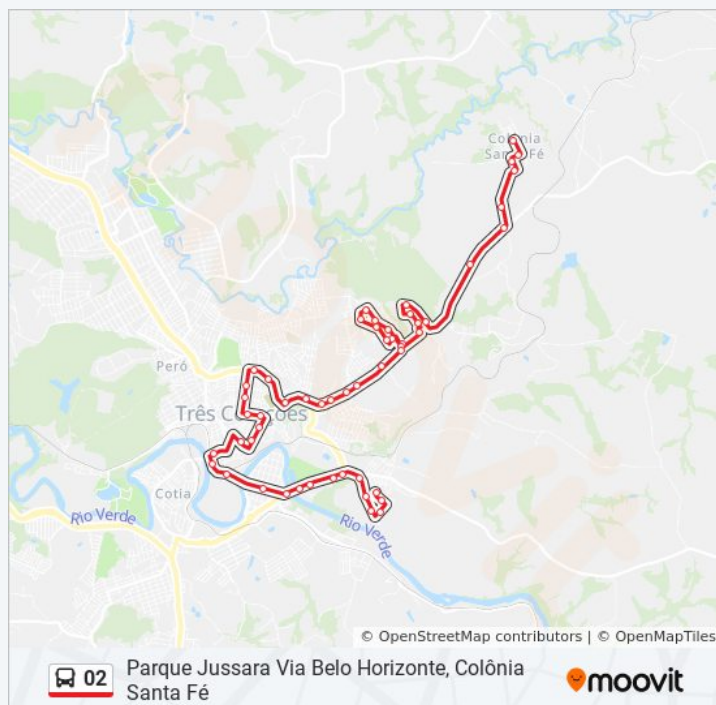 Colônia
Santa Fé
Peró
Três Corações
Cotia
Rio Verde
Rio Verde
© OpenStreetMap contributors | © OpenMapTiles
02
Parque Jussara Via Belo Horizonte, Colônia
Santa Fé
moovit